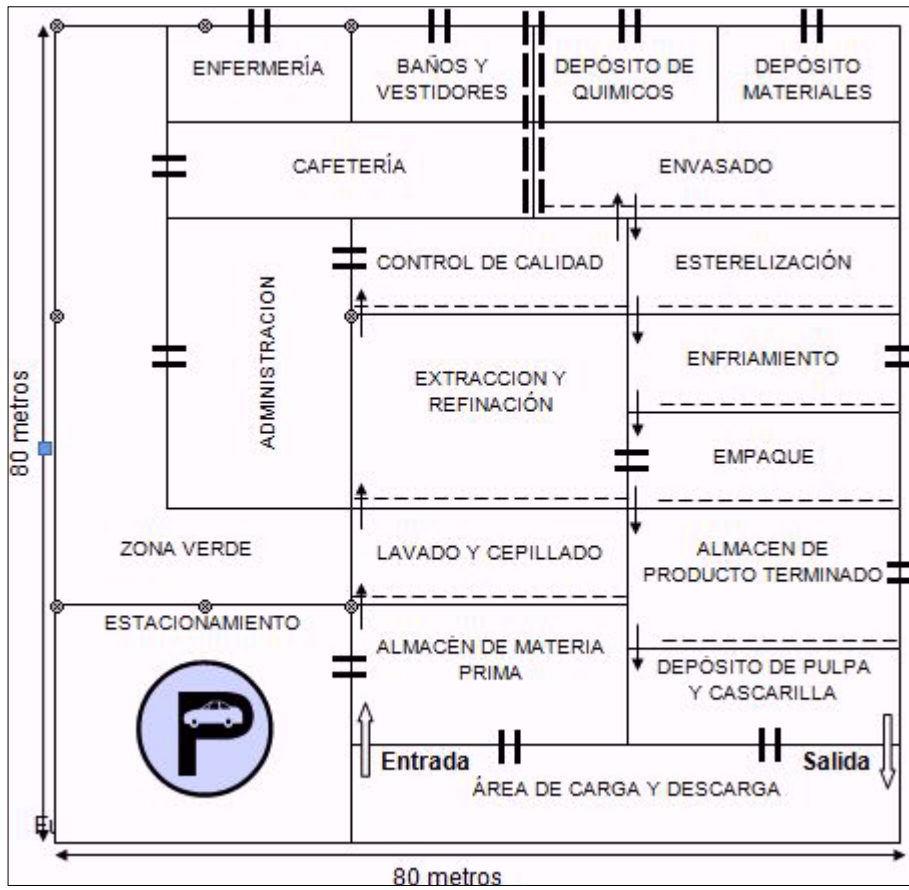 ENFERMERÍA
BAÑOS Y
VESTIDORES
DEPÓSITO DE
QUIMICOS
DEPÓSITO
MATERIALES
CAFETERÍA
ENVASADO
CONTROL DE CALIDAD
ESTERELIZACIÓN
ADMINISTRACION
EXTRACCION Y
REFINACIÓN
ENFRIAMIENTO
80 metros
EMPAQUE
ZONA VERDE
LAVADO Y CEPILLADO
ALMACEN DE
PRODUCTO TERMINADO
ESTACIONAMIENTO
ALMACÉN DE MATERIA
PRIMA
DEPÓSITO DE PULPA
Y CASCARILLA
P
Entrada
Salida
ÁREA DE CARGA Y DESCARGA
80 metros